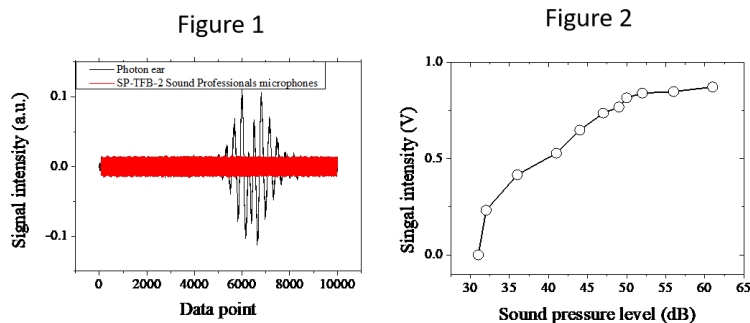 Figure 1
Figure 2
Photon ear
SP-TFB-2 Sound Professionals microphones
Signal intensity (a.u.)
0.1
0.0
-0.1
0 2000 4000 6000 8000 10000
Data point
Singal intensity (V)
1.0
0.5
0.0
30 35 40 45 50 55 60 65
Sound pressure level (dB)